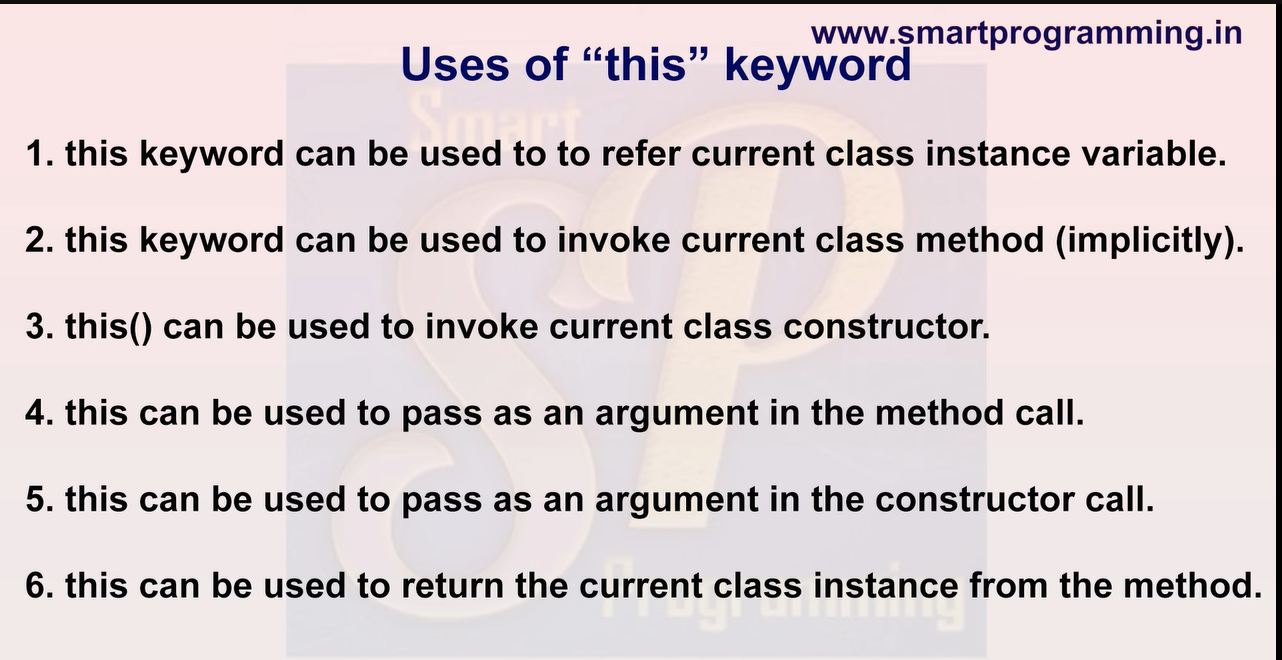 www.smartprogramming.in
Uses of “this” keyword
Smart
SP
1. this keyword can be used to to refer current class instance variable.
2. this keyword can be used to invoke current class method (implicitly).
3. this() can be used to invoke current class constructor.
4. this can be used to pass as an argument in the method call.
5. this can be used to pass as an argument in the constructor call.
6. this can be used to return the current class instance from the method.
Programming